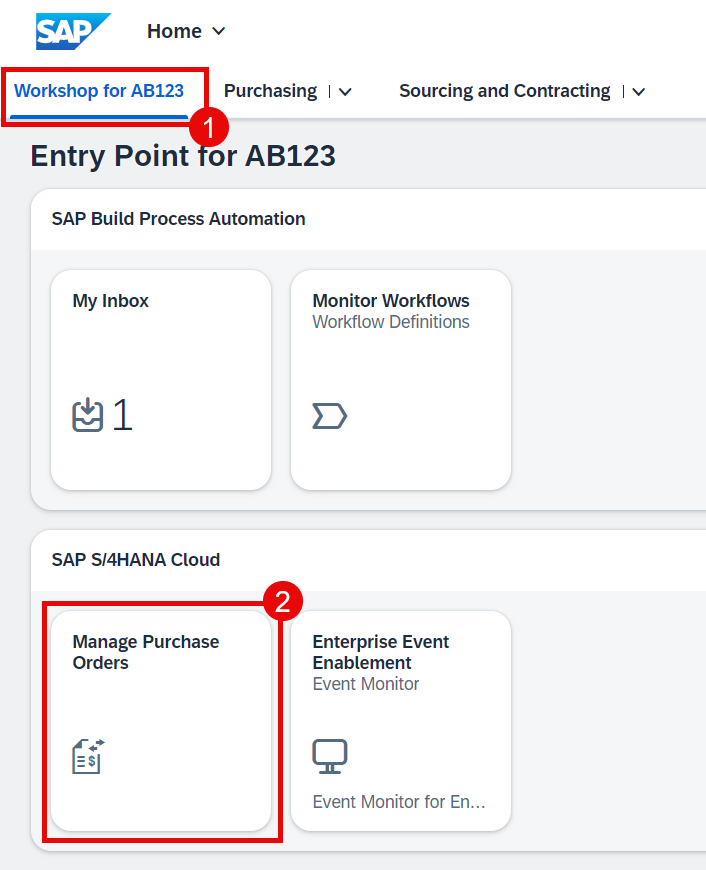 SAP
Home
Workshop for AB123
Purchasing
Sourcing and Contracting
1
Entry Point for AB123
SAP Build Process Automation
My Inbox
Monitor Workflows
Workflow Definitions
1
SAP S/4HANA Cloud
2
Manage Purchase
Orders
Enterprise Event
Enablement
Event Monitor
$
Event Monitor for En...